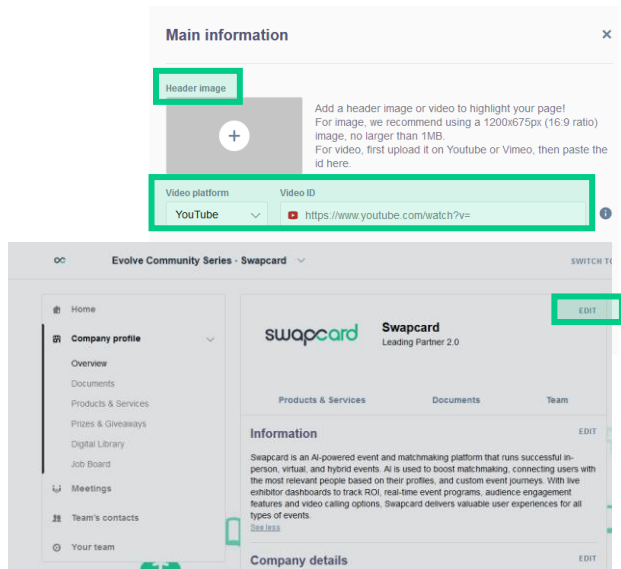 Main information
×
Header image
Add a header image or video to highlight your page!
For image, we recommend using a 1200x675px (16:9 ratio)
image, no larger than 1MB.
For video, first upload it on Youtube or Vimeo, then paste the
id here.
Video platform
Video ID
YouTube
https://www.youtube.com/watch?v=
Evolve Community Series - Swapcard
SWITCH TO
Home
Company profile
Overview
Documents
Products & Services
Prizes & Giveaways
Digital Library
Job Board
Meetings
Team's contacts
Your team
EDIT
swapcard
Swapcard
Leading Partner 2.0
Products & Services
Documents
Team
Information
EDIT
Swapcard is an AI-powered event and matchmaking platform that runs successful in-
person, virtual, and hybrid events. AI is used to boost matchmaking, connecting users with
the most relevant people based on their profiles, and custom event journeys. With live
exhibitor dashboards to track ROI, real-time event programs, audience engagement
features and video calling options, Swapcard delivers valuable user experiences for all
types of events.
See less
Company details
EDIT